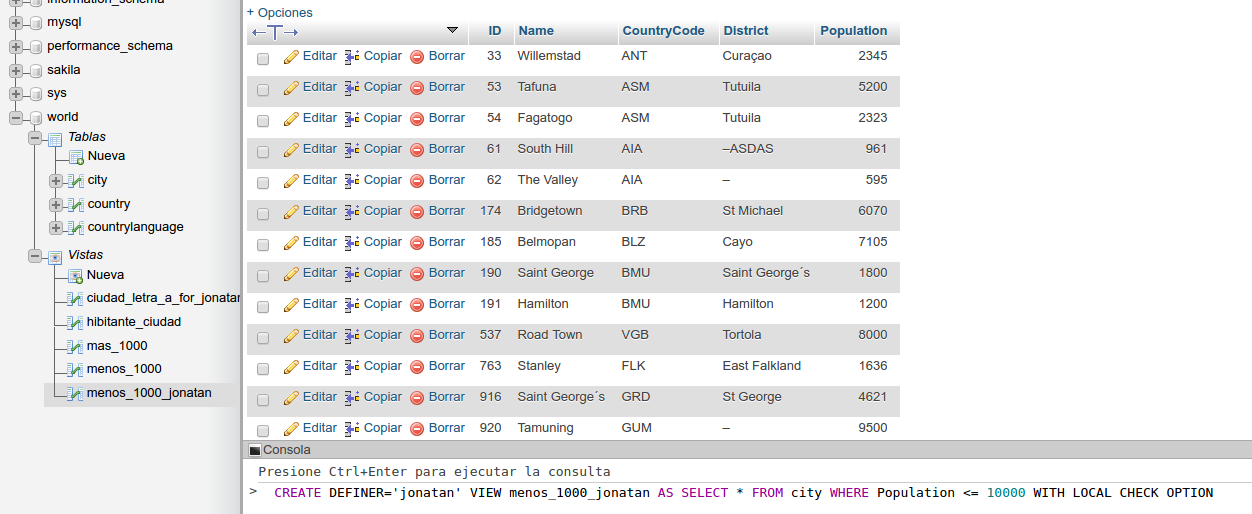 information_schema
mysql
performance_schema
sakila
sys
world
Tablas
Nueva
city
country
countrylanguage
Vistas
Nueva
ciudad_letra_a_for_jonatan
hibitante_ciudad
mas_1000
menos_1000
menos_1000_jonatan
+ Opciones
←T→ ID Name CountryCode District Population
Editar Copiar Borrar 33 Willemstad ANT Curaçao 2345
Editar Copiar Borrar 53 Tafuna ASM Tutuila 5200
Editar Copiar Borrar 54 Fagatogo ASM Tutuila 2323
Editar Copiar Borrar 61 South Hill AIA –ASDAS 961
Editar Copiar Borrar 62 The Valley AIA – 595
Editar Copiar Borrar 174 Bridgetown BRB St Michael 6070
Editar Copiar Borrar 185 Belmopan BLZ Cayo 7105
Editar Copiar Borrar 190 Saint George BMU Saint George´s 1800
Editar Copiar Borrar 191 Hamilton BMU Hamilton 1200
Editar Copiar Borrar 537 Road Town VGB Tortola 8000
Editar Copiar Borrar 763 Stanley FLK East Falkland 1636
Editar Copiar Borrar 916 Saint George´s GRD St George 4621
Editar Copiar Borrar 920 Tamuning GUM – 9500
Consola
Presione Ctrl+Enter para ejecutar la consulta
> CREATE DEFINER='jonatan' VIEW menos_1000_jonatan AS SELECT * FROM city WHERE Population <= 10000 WITH LOCAL CHECK OPTION